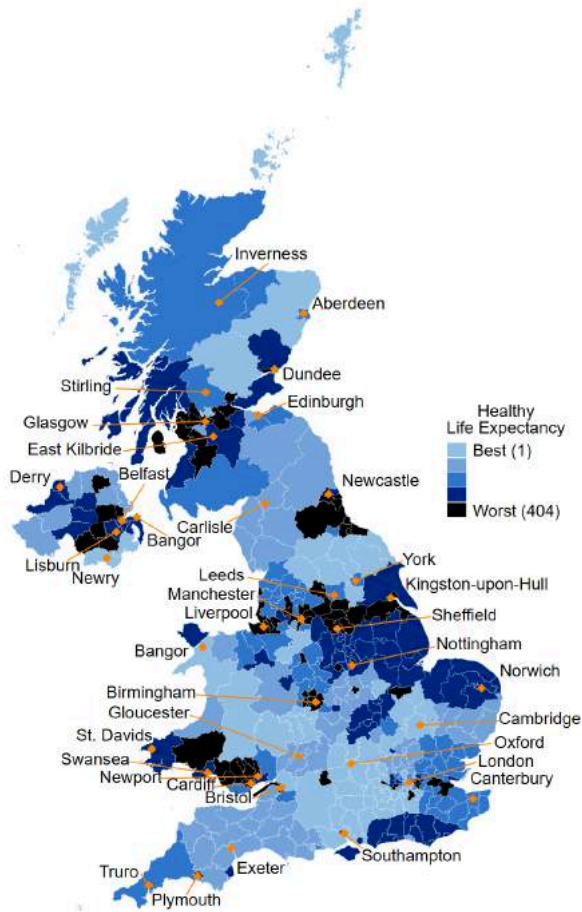 Inverness
Aberdeen
Stirling
Dundee
Edinburgh
Glasgow
East Kilbride
Healthy
Life Expectancy
Best (1)
Worst (404)
Derry
Belfast
Newcastle
Carlisle
Bangor
Lisburn
Newry
York
Leeds
Kingston-upon-Hull
Manchester
Liverpool
Sheffield
Bangor
Nottingham
Norwich
Birmingham
Gloucester
Cambridge
St. Davids
Oxford
Swansea
London
Newport
Canterbury
Cardiff
Bristol
Southampton
Truro
Exeter
Plymouth